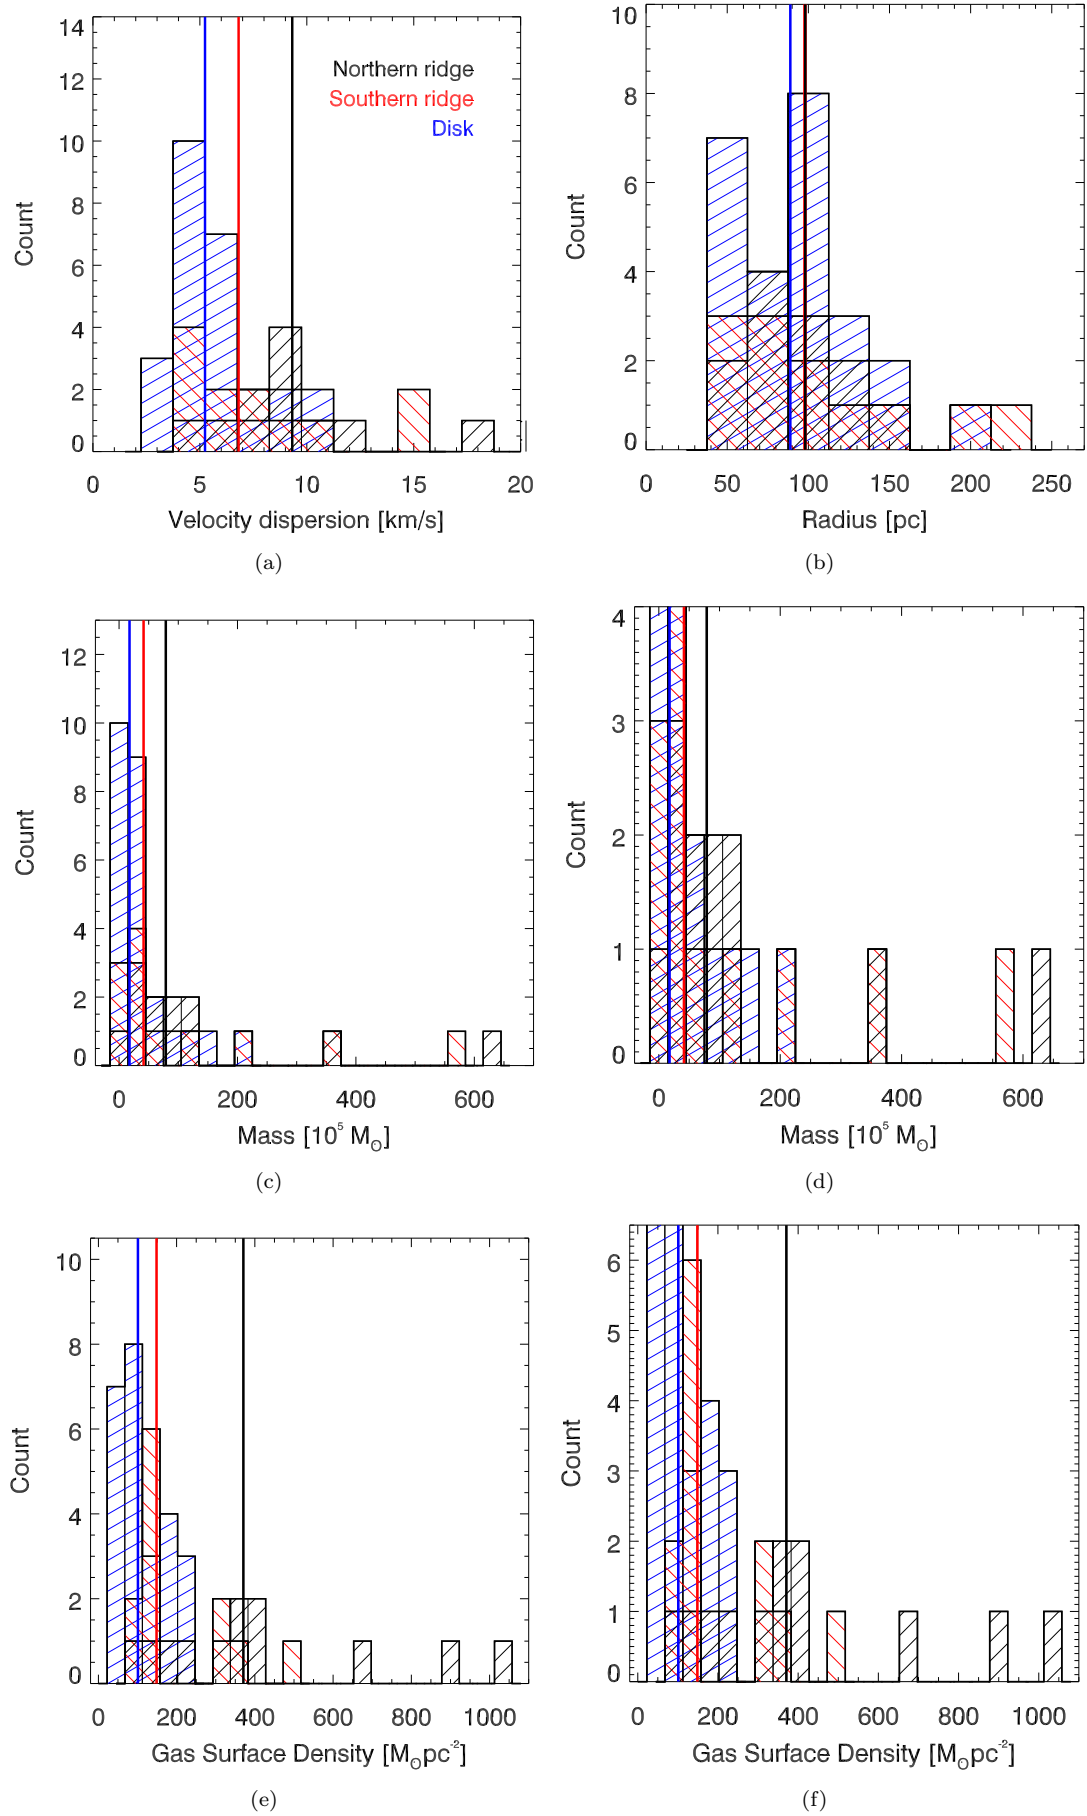 14
12
10
8
6
4
2
0
Count
Northern ridge
Southern ridge
Disk
0 5 10 15 20
Velocity dispersion [km/s]
(a)
10
8
6
4
2
0
Count
0 50 100 150 200 250
Radius [pc]
(b)
12
10
8
6
4
2
0
Count
0 200 400 600
Mass [10⁵ M⊙]
(c)
4
3
2
1
0
Count
0 200 400 600
Mass [10⁵ M⊙]
(d)
10
8
6
4
2
0
Count
0 200 400 600 800 1000
Gas Surface Density [M⊙pc⁻²]
(e)
6
5
4
3
2
1
0
Count
0 200 400 600 800 1000
Gas Surface Density [M⊙pc⁻²]
(f)